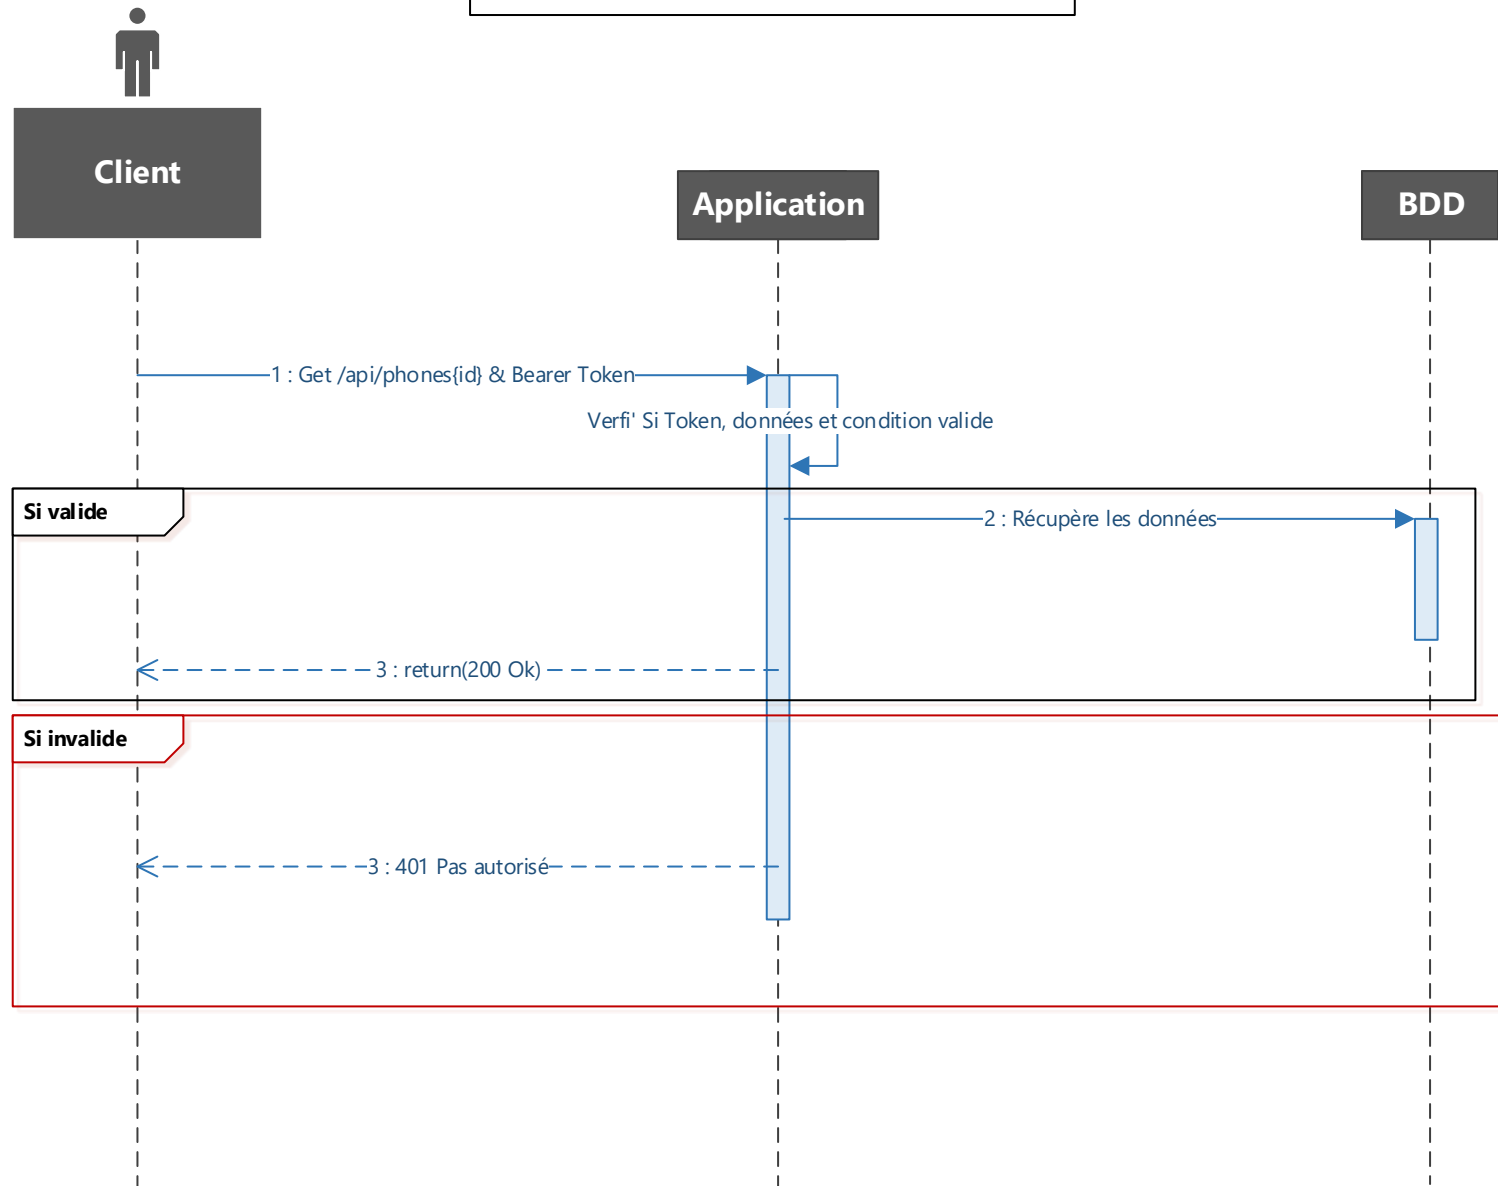 Client
Application
BDD
1 : Get /api/phones{id} & Bearer Token
Verfi' Si Token, données et condition valide
Si valide
2 : Récupère les données
3 : return(200 Ok)
Si invalide
3 : 401 Pas autorisé